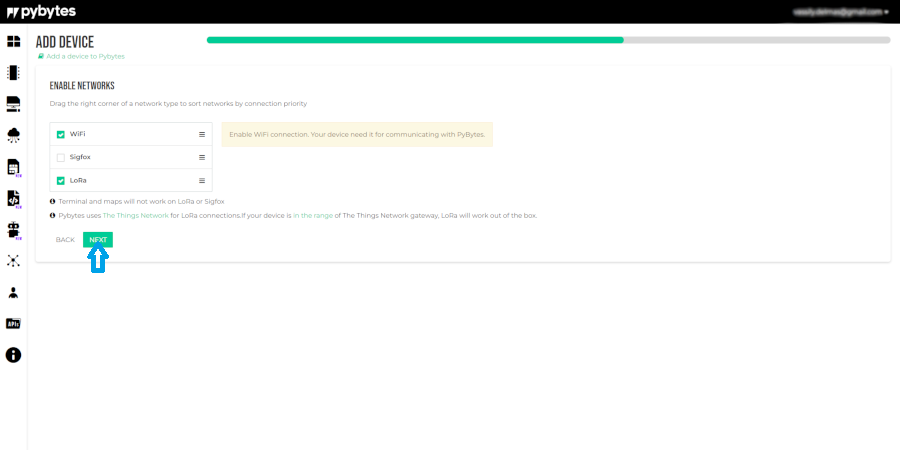 pybytes
ADD DEVICE
Add a device to Pybytes
ENABLE NETWORKS
Drag the right corner of a network type to sort networks by connection priority
WiFi
Enable WiFi connection. Your device need it for communicating with PyBytes.
Sigfox
LoRa
Terminal and maps will not work on LoRa or Sigfox
Pybytes uses The Things Network for LoRa connections.If your device is in the range of The Things Network gateway, LoRa will work out of the box.
BACK NEXT
APIs